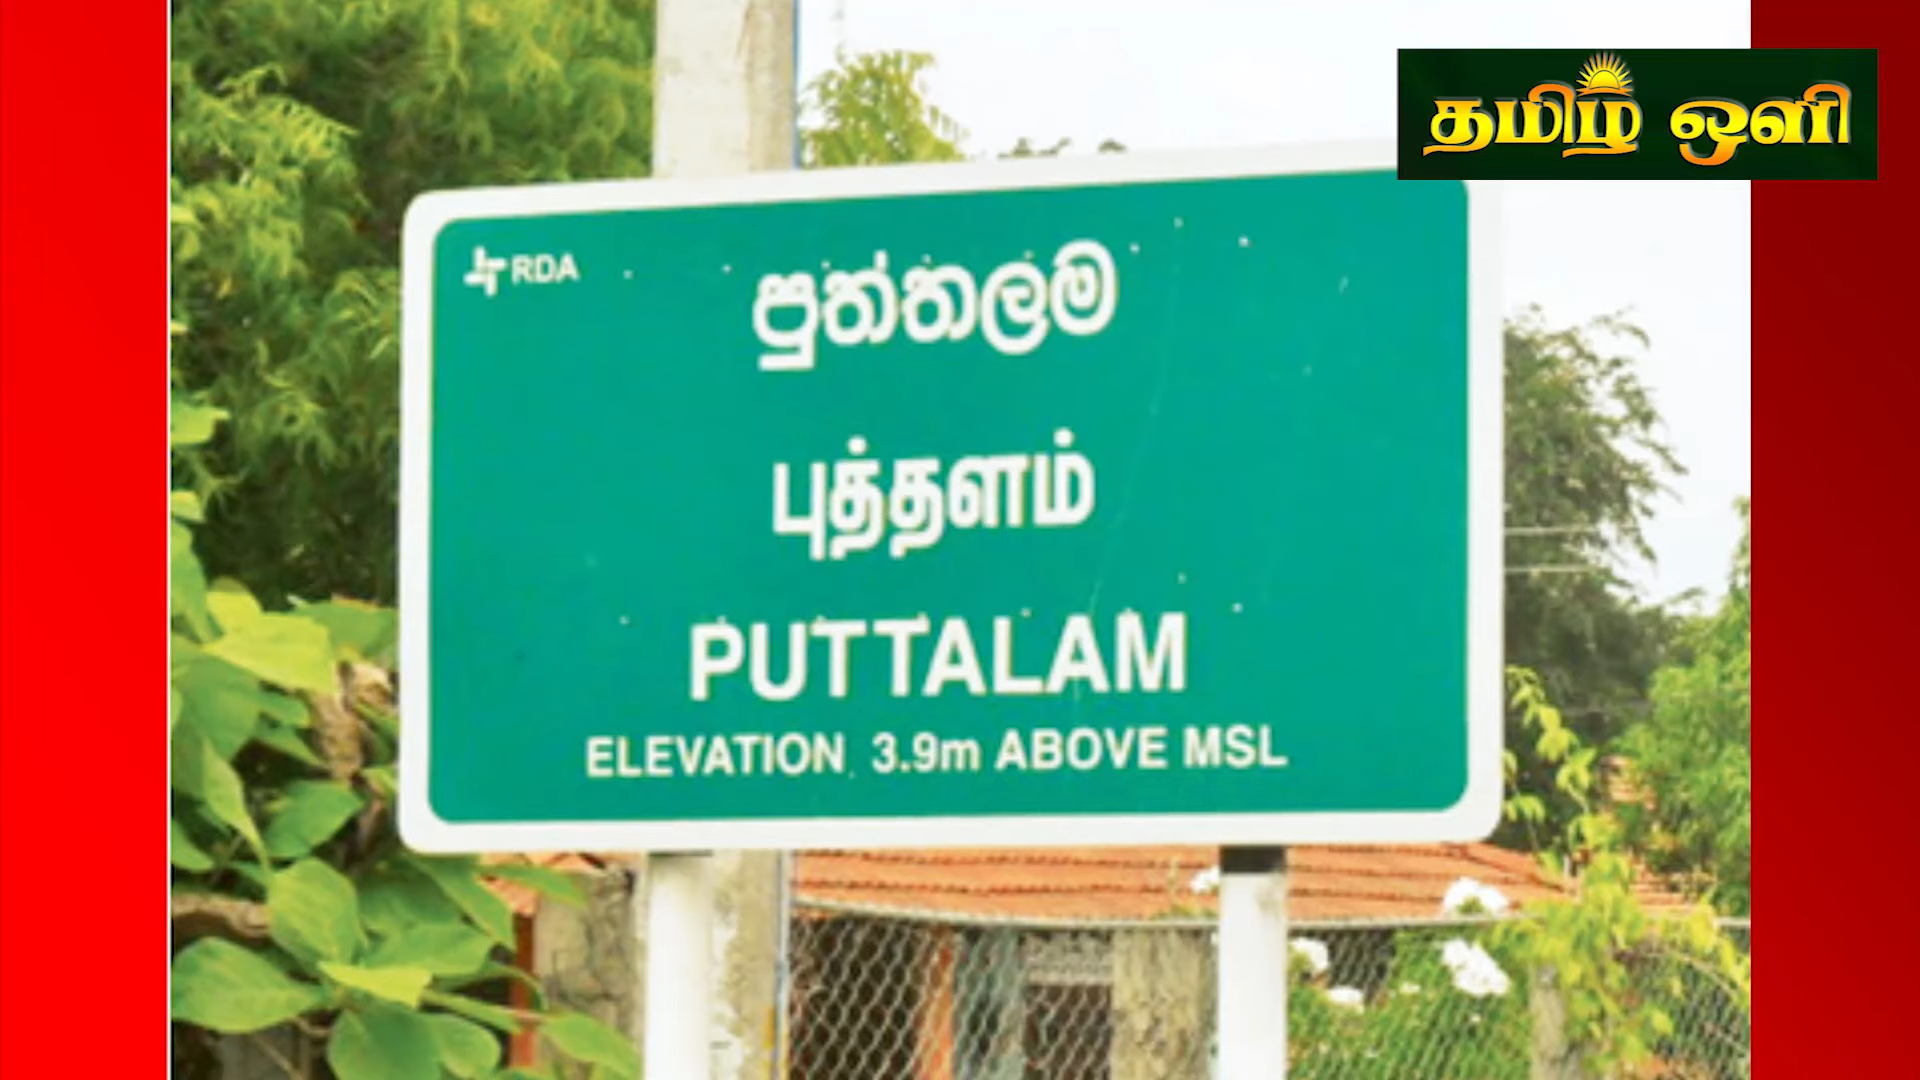 தமிழ் ஒளி
RDA
පුත්තලම
புத்தளம்
PUTTALAM
ELEVATION 3.9m ABOVE MSL